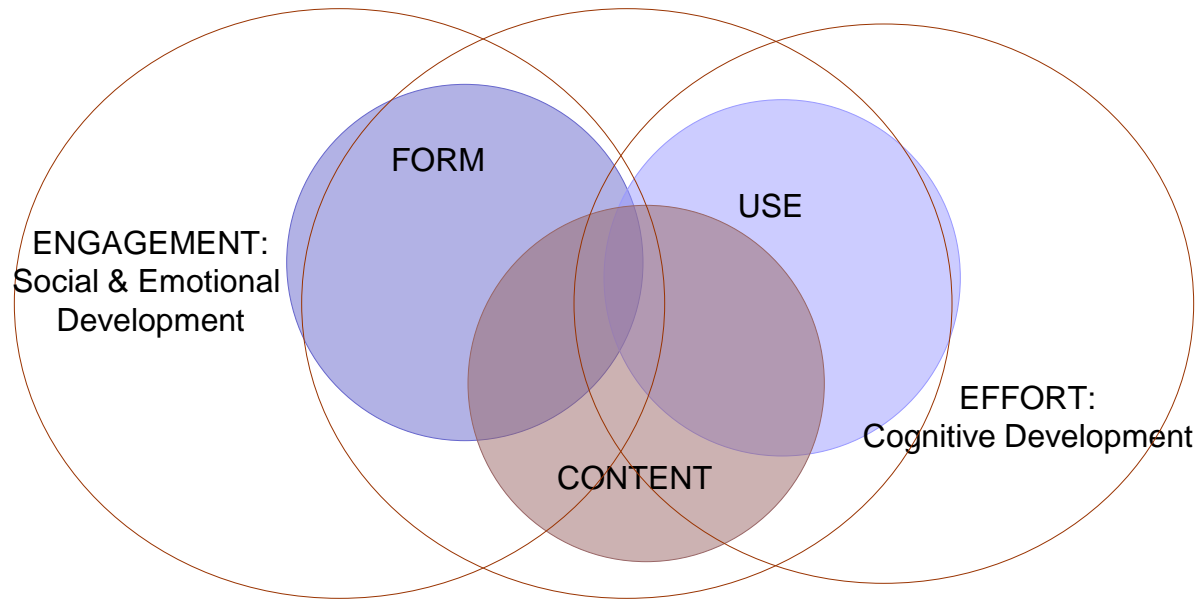 FORM
USE
ENGAGEMENT:
Social & Emotional
Development
EFFORT:
Cognitive Development
CONTENT